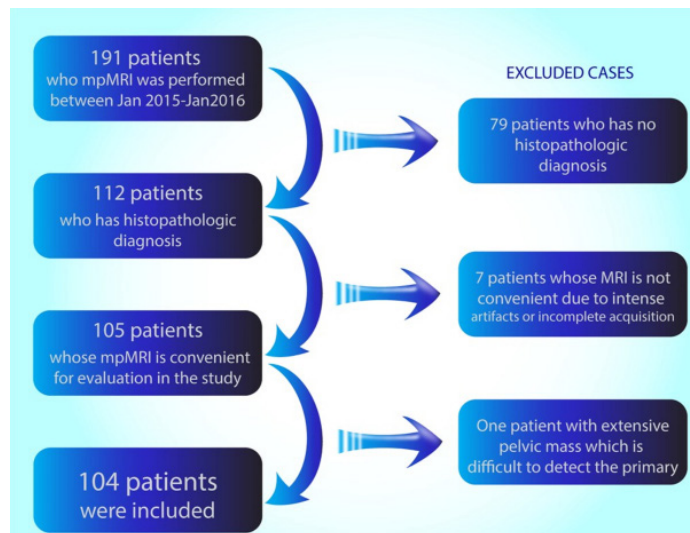 191 patients
who mpMRI was performed
between Jan 2015-Jan2016
EXCLUDED CASES
79 patients who has no
histopathologic
diagnosis
112 patients
who has histopathologic
diagnosis
7 patients whose MRI is not
convenient due to intense
artifacts or incomplete acquisition
105 patients
whose mpMRI is convenient
for evaluation in the study
One patient with extensive
pelvic mass which is
difficult to detect the primary
104 patients
were included